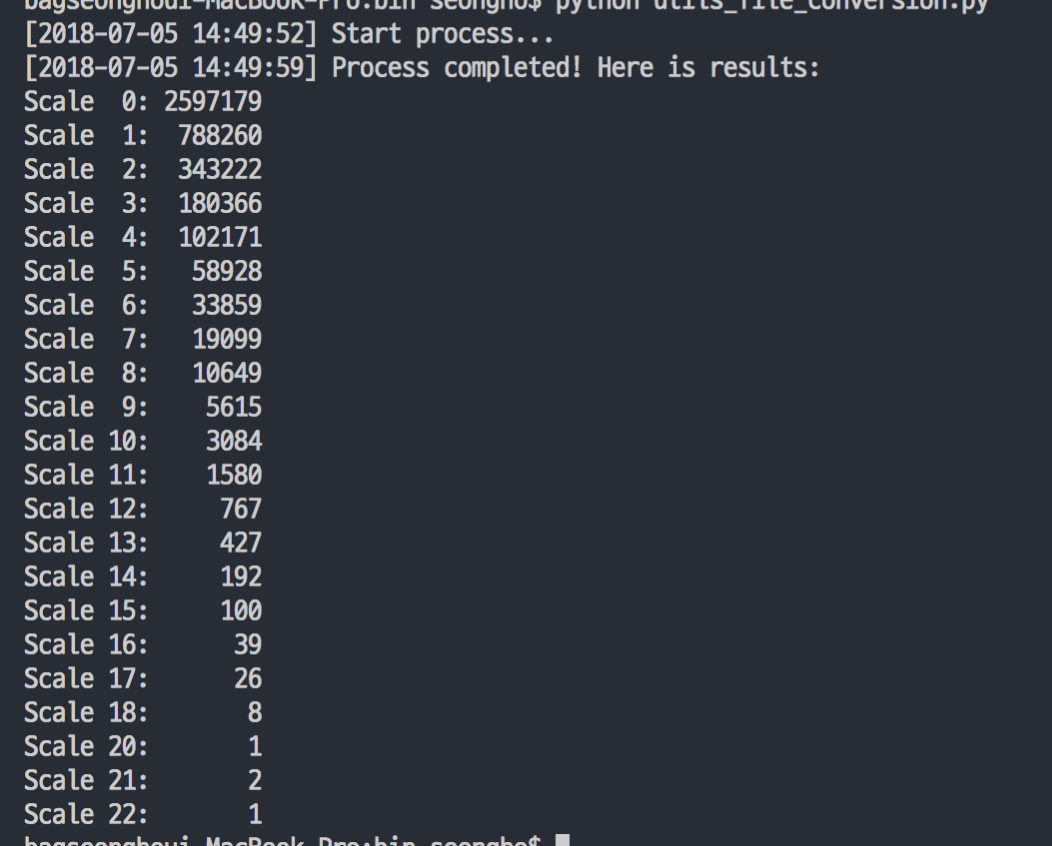 bagseonghoui-MacBook-Pro:bin seongho$ python utils_file_conversion.py
[2018-07-05 14:49:52] Start process...
[2018-07-05 14:49:59] Process completed! Here is results:
Scale  0: 2597179
Scale  1:  788260
Scale  2:  343222
Scale  3:  180366
Scale  4:  102171
Scale  5:   58928
Scale  6:   33859
Scale  7:   19099
Scale  8:   10649
Scale  9:    5615
Scale 10:    3084
Scale 11:    1580
Scale 12:     767
Scale 13:     427
Scale 14:     192
Scale 15:     100
Scale 16:      39
Scale 17:      26
Scale 18:       8
Scale 20:       1
Scale 21:       2
Scale 22:       1
bagseonghoui-MacBook-Pro:bin seongho$